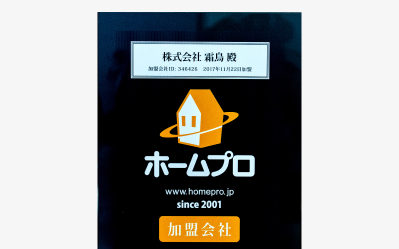 株式会社 霜鳥 殿
加盟会社ID: 546426 2017年11月22日加盟
ホームプロ
www.homepro.jp
since 2001
加盟会社